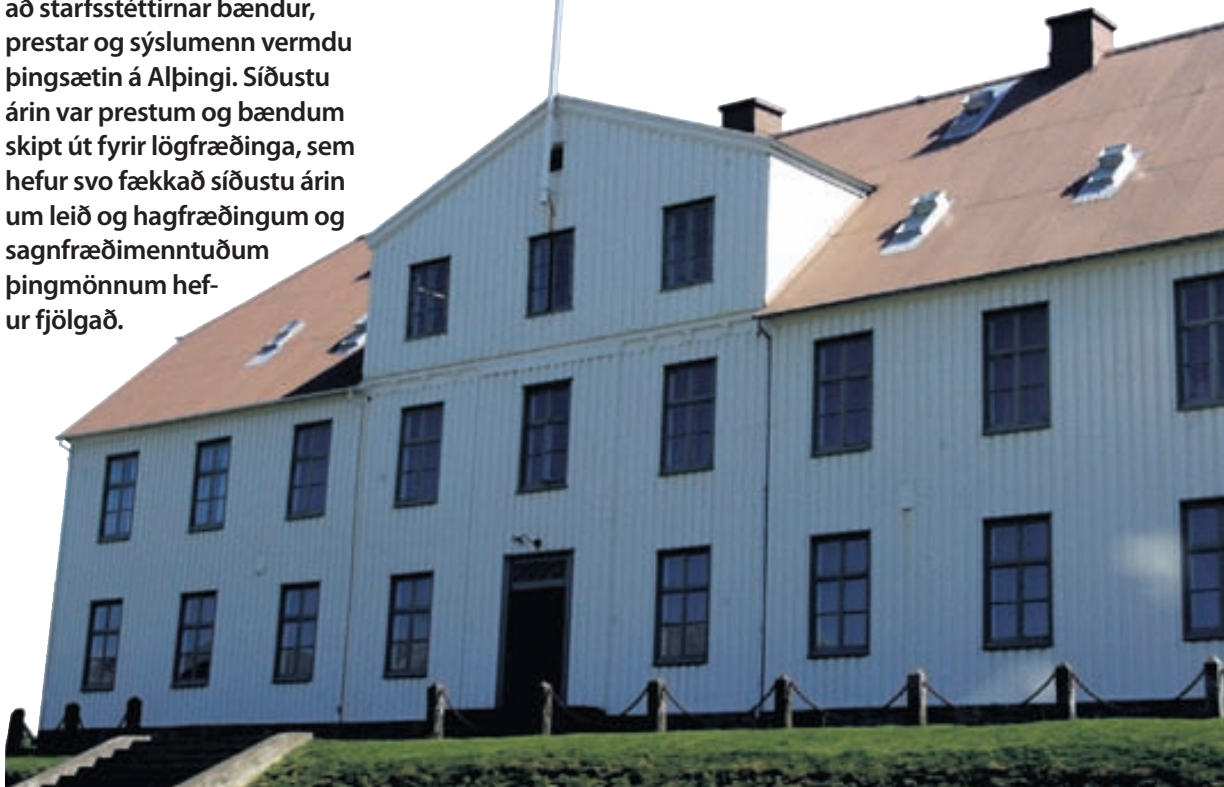 að starfsstéttirnar bændur,
prestar og sýslumenn vermdu
þingsætin á Alþingi. Síðustu
árin var prestum og bændum
skipt út fyrir lögfræðinga, sem
hefur svo fækkað síðustu árin
um leið og hagfræðingum og
sagnfræðimenntuðum
þingmönnum hef-
ur fjölgað.